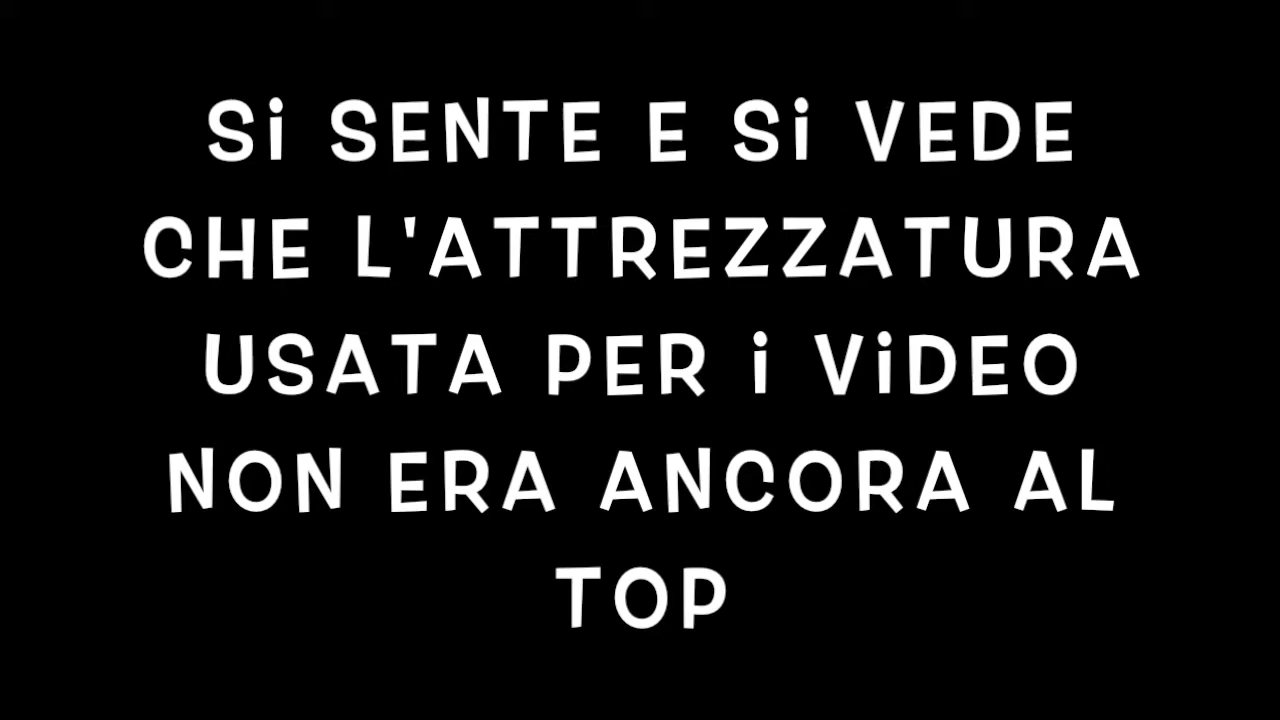 Si SENTE E Si VEDE
CHE L'ATTREZZATURA
USATA PER i ViDEO
NON ERA ANCORA AL
TOP